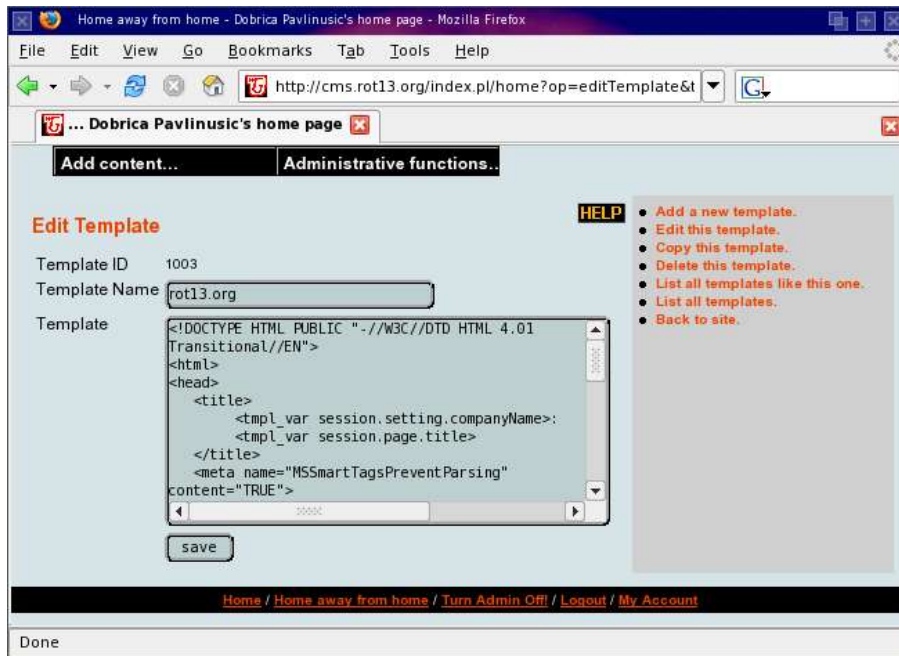 Home away from home - Dobrica Pavlinusic's home page - Mozilla Firefox
File Edit View Go Bookmarks Tab Tools Help
http://cms.rot13.org/index.pl/home?op=editTemplate&t
G
... Dobrica Pavlinusic's home page
Add content... Administrative functions..
HELP
Edit Template
Template ID 1003
Template Name rot13.org
Template
<!DOCTYPE HTML PUBLIC "-//W3C//DTD HTML 4.01
Transitional//EN">
<html>
<head>
<title>
<tmpl_var session.setting.companyName>:
<tmpl_var session.page.title>
</title>
<meta name="MSSmartTagsPreventParsing"
content="TRUE">
save
Add a new template.
Edit this template.
Copy this template.
Delete this template.
List all templates like this one.
List all templates.
Back to site.
Home / Home away from home / Turn Admin Off! / Logout / My Account
Done